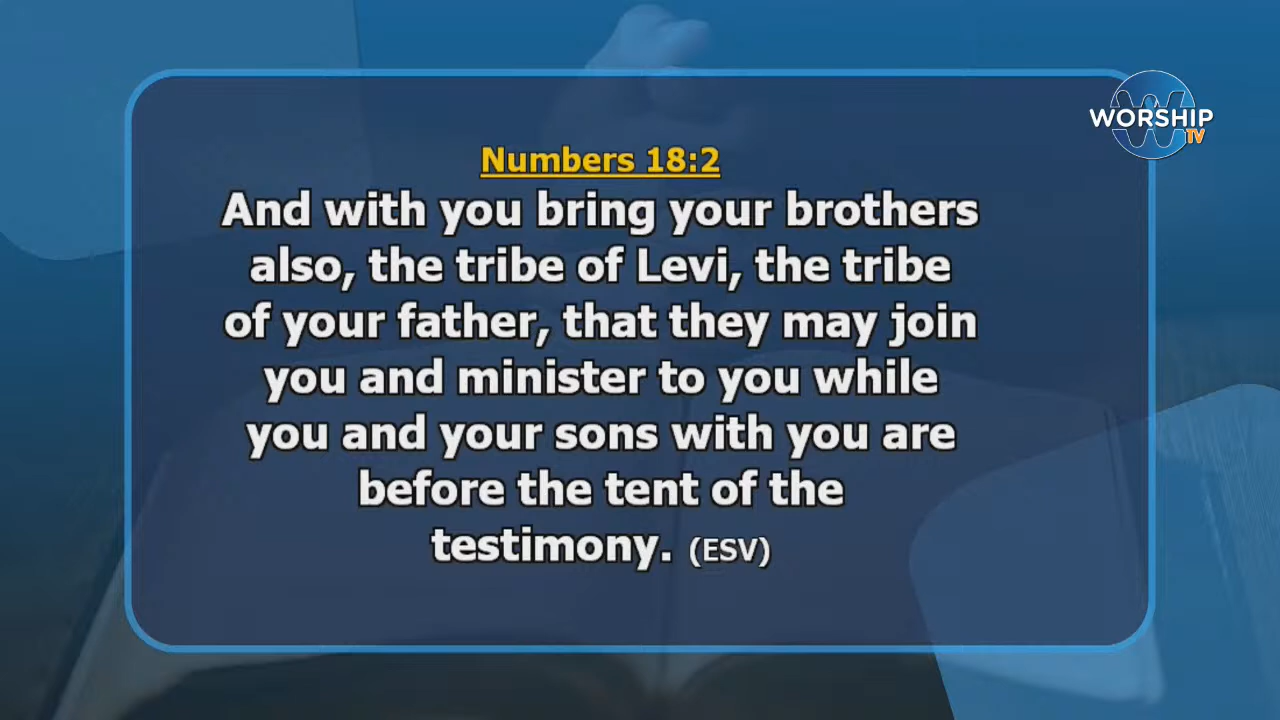 WORSHIP
TV
Numbers 18:2
And with you bring your brothers
also, the tribe of Levi, the tribe
of your father, that they may join
you and minister to you while
you and your sons with you are
before the tent of the
testimony. (ESV)